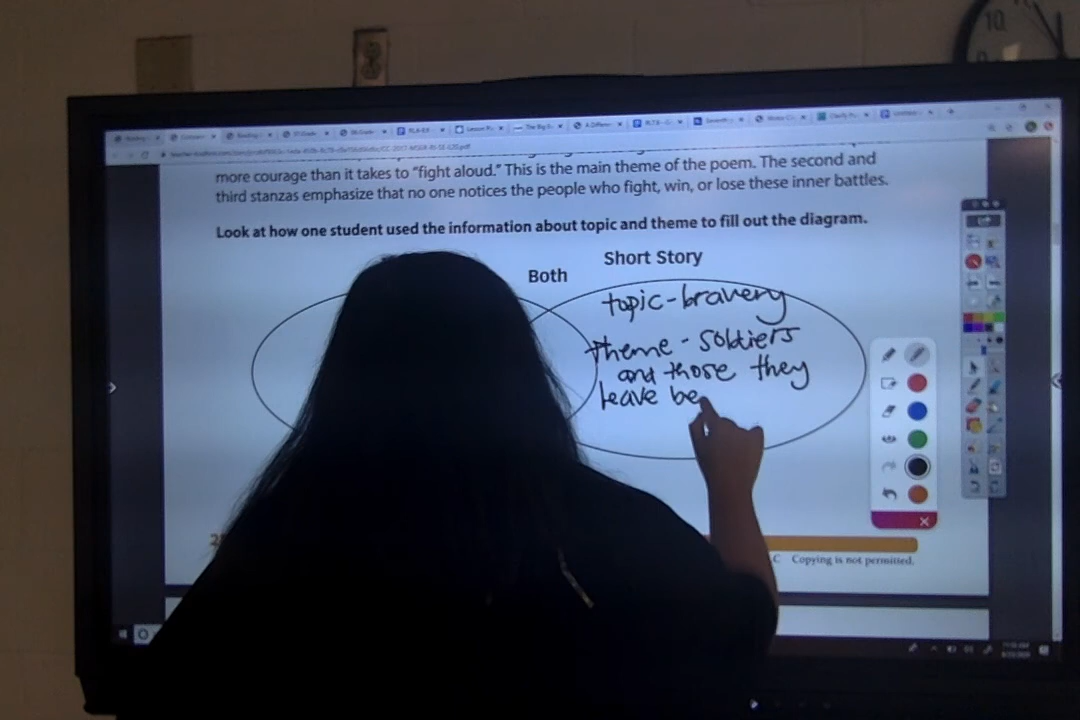 more courage than it takes to “fight aloud.” This is the main theme of the poem. The second and
third stanzas emphasize that no one notices the people who fight, win, or lose these inner battles.
Look at how one student used the information about topic and theme to fill out the diagram.
Short Story
Both
topic-bravery
theme - soldiers
and those they
leave be
C Copying is not permitted.
10